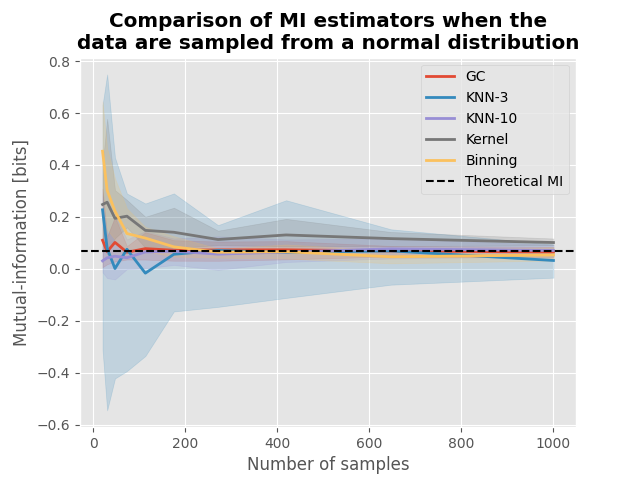 Comparison of MI estimators when the
data are sampled from a normal distribution
0.8
0.6
0.4
0.2
0.0
−0.2
−0.4
−0.6
Mutual-information [bits]
GC
KNN-3
KNN-10
Kernel
Binning
Theoretical MI
0
200
400
600
800
1000
Number of samples